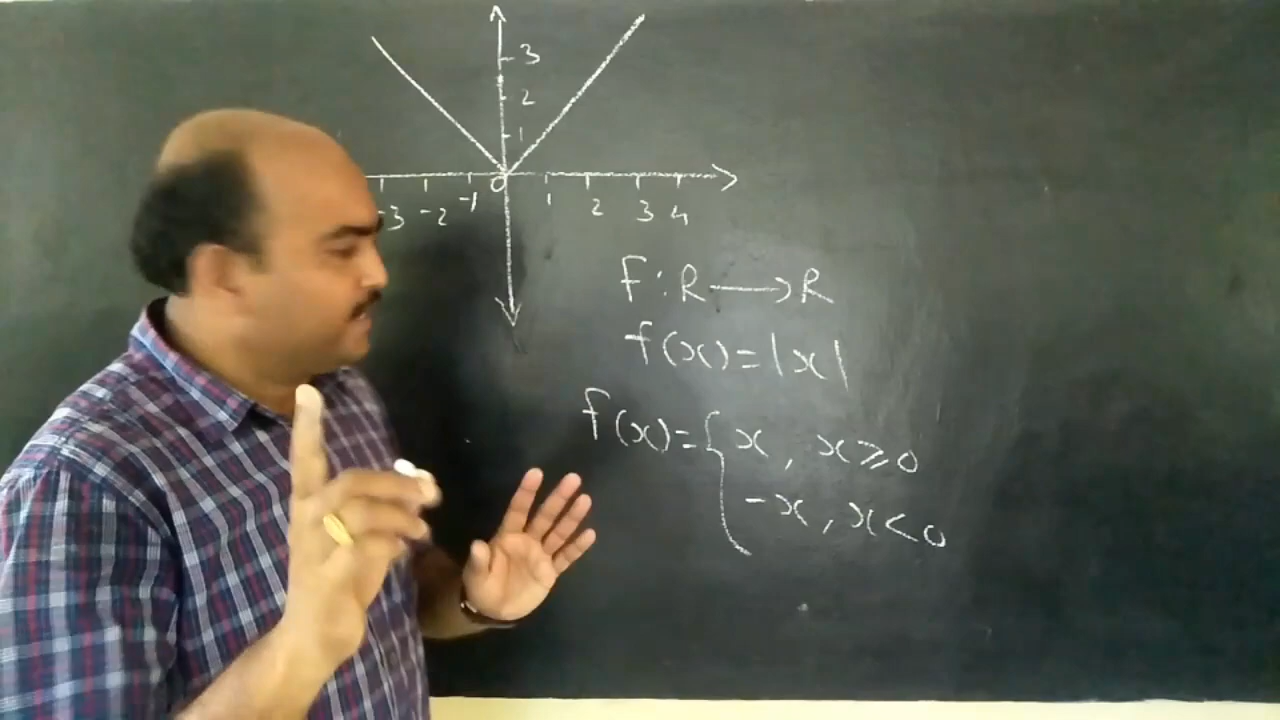 3
2
1
0
-3 -2 -1 1 2 3 4
F: R ⟶ R
f(x) = |x|
f(x) = { x, x ⩾ 0
-x, x < 0